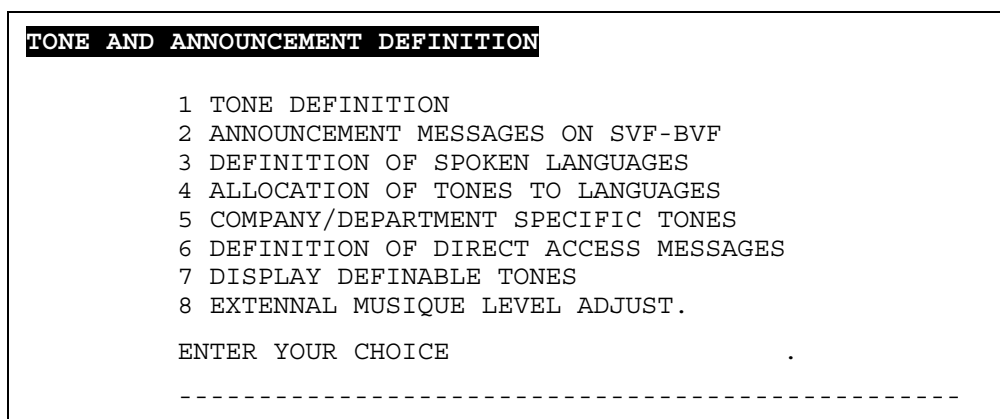 TONE AND ANNOUNCEMENT DEFINITION
1 TONE DEFINITION
2 ANNOUNCEMENT MESSAGES ON SVF-BVF
3 DEFINITION OF SPOKEN LANGUAGES
4 ALLOCATION OF TONES TO LANGUAGES
5 COMPANY/DEPARTMENT SPECIFIC TONES
6 DEFINITION OF DIRECT ACCESS MESSAGES
7 DISPLAY DEFINABLE TONES
8 EXTENNAL MUSIQUE LEVEL ADJUST.
ENTER YOUR CHOICE .
-------------------------------------------------